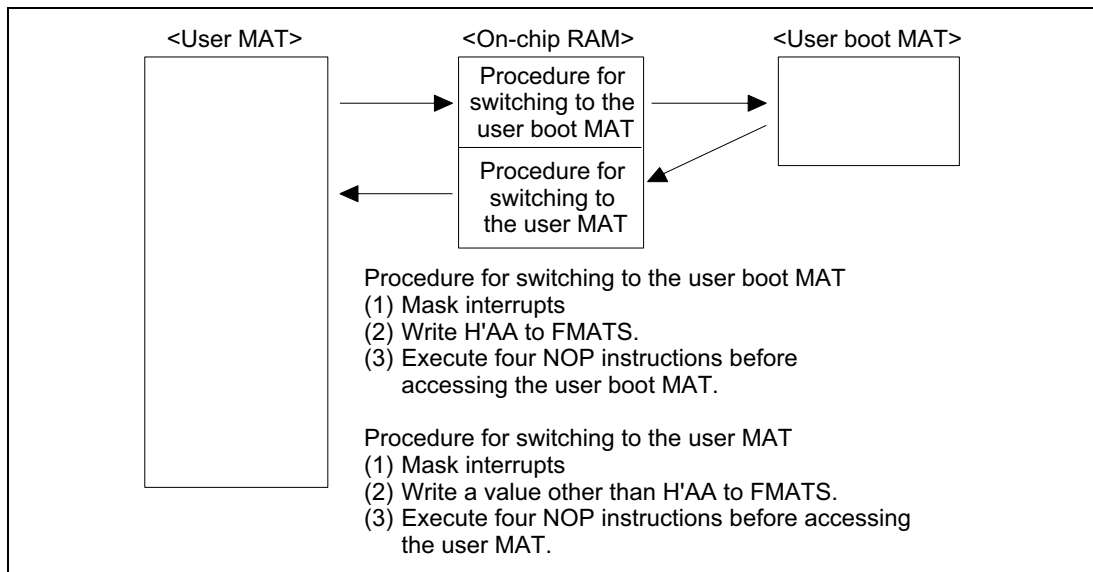 <User MAT>
<On-chip RAM>
<User boot MAT>
Procedure for
switching to the
user boot MAT
Procedure for
switching to
the user MAT
Procedure for switching to the user boot MAT
(1) Mask interrupts
(2) Write H'AA to FMATS.
(3) Execute four NOP instructions before
accessing the user boot MAT.
Procedure for switching to the user MAT
(1) Mask interrupts
(2) Write a value other than H'AA to FMATS.
(3) Execute four NOP instructions before accessing
the user MAT.